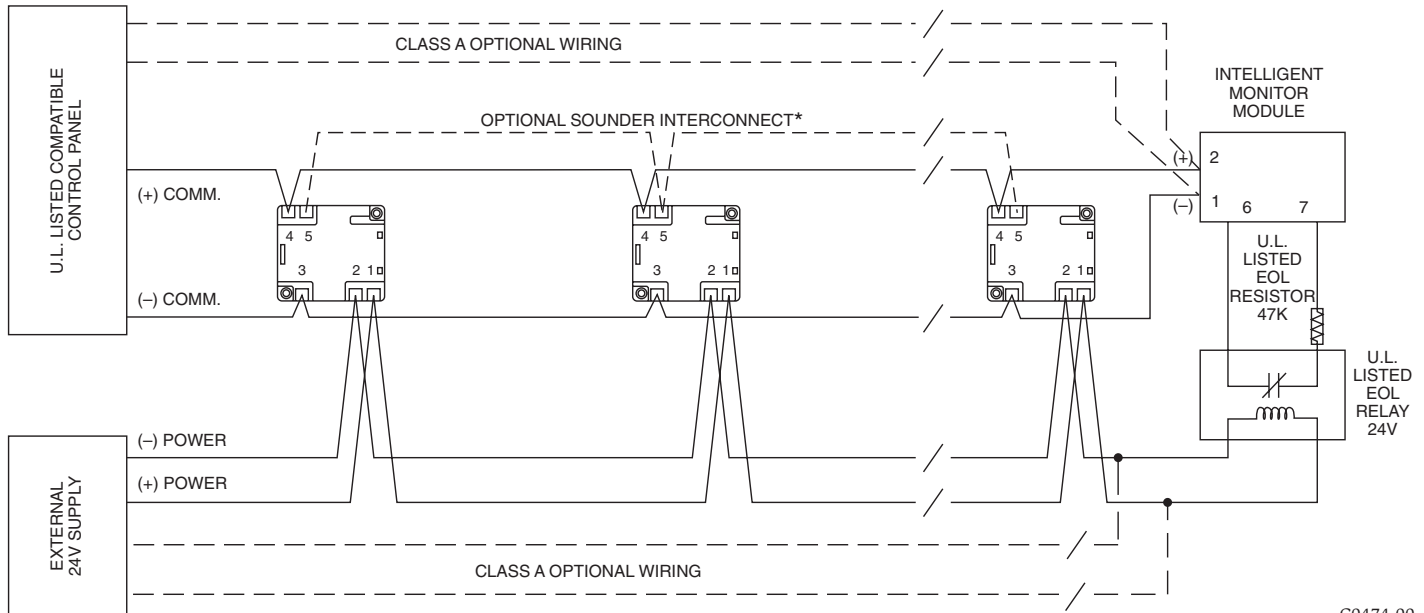 CLASS A OPTIONAL WIRING
U.L. LISTED COMPATIBLE
CONTROL PANEL
INTELLIGENT
MONITOR
MODULE
OPTIONAL SOUNDER INTERCONNECT*
(+) 2
(–) 1
6 7
(+) COMM.
4 5
3 2 1
4 5
3 2 1
4 5
3 2 1
(–) COMM.
U.L.
LISTED
EOL
RESISTOR
47K
U.L.
LISTED
EOL
RELAY
24V
EXTERNAL
24V SUPPLY
(–) POWER
(+) POWER
CLASS A OPTIONAL WIRING